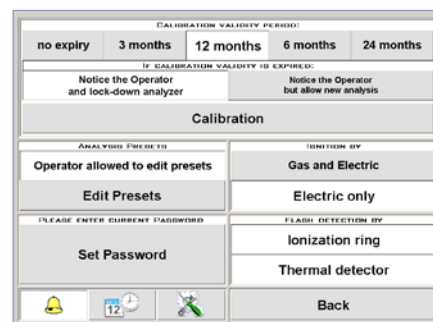 CALIBRATION VALIDITY PERIOD:
no expiry 3 months 12 months 6 months 24 months
IF CALIBRATION VALIDITY IS EXPIRED:
Notice the Operator Notice the Operator
and lock-down analyzer but allow new analysis
Calibration
ANALYSIS PRESETS IGNITION BY
Operator allowed to edit presets Gas and Electric
Edit Presets Electric only
PLEASE ENTER CURRENT PASSWORD FLASH DETECTION BY
Set Password ionization ring
Thermal detector
12 Back